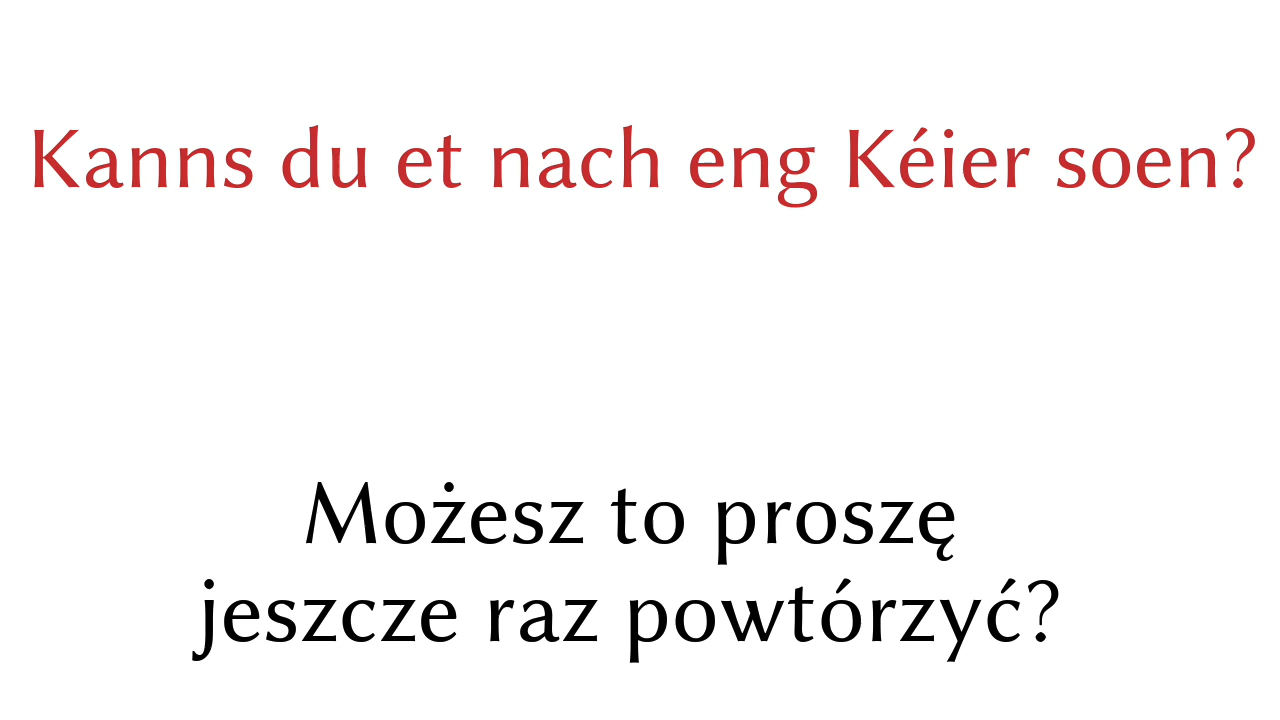 Kanns du et nach eng Kéier soen?
Możesz to proszę
jeszcze raz powtórzyć?